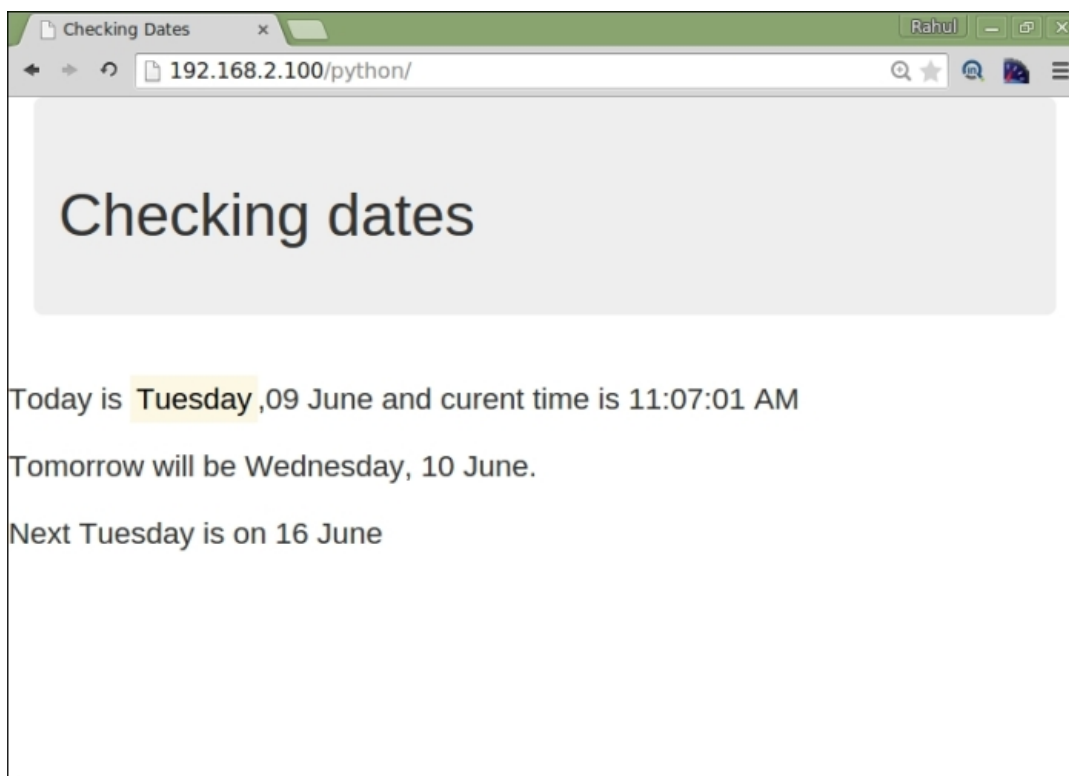 Checking Dates
Rahul
192.168.2.100/python/
Checking dates
Today is Tuesday ,09 June and curent time is 11:07:01 AM
Tomorrow will be Wednesday, 10 June.
Next Tuesday is on 16 June